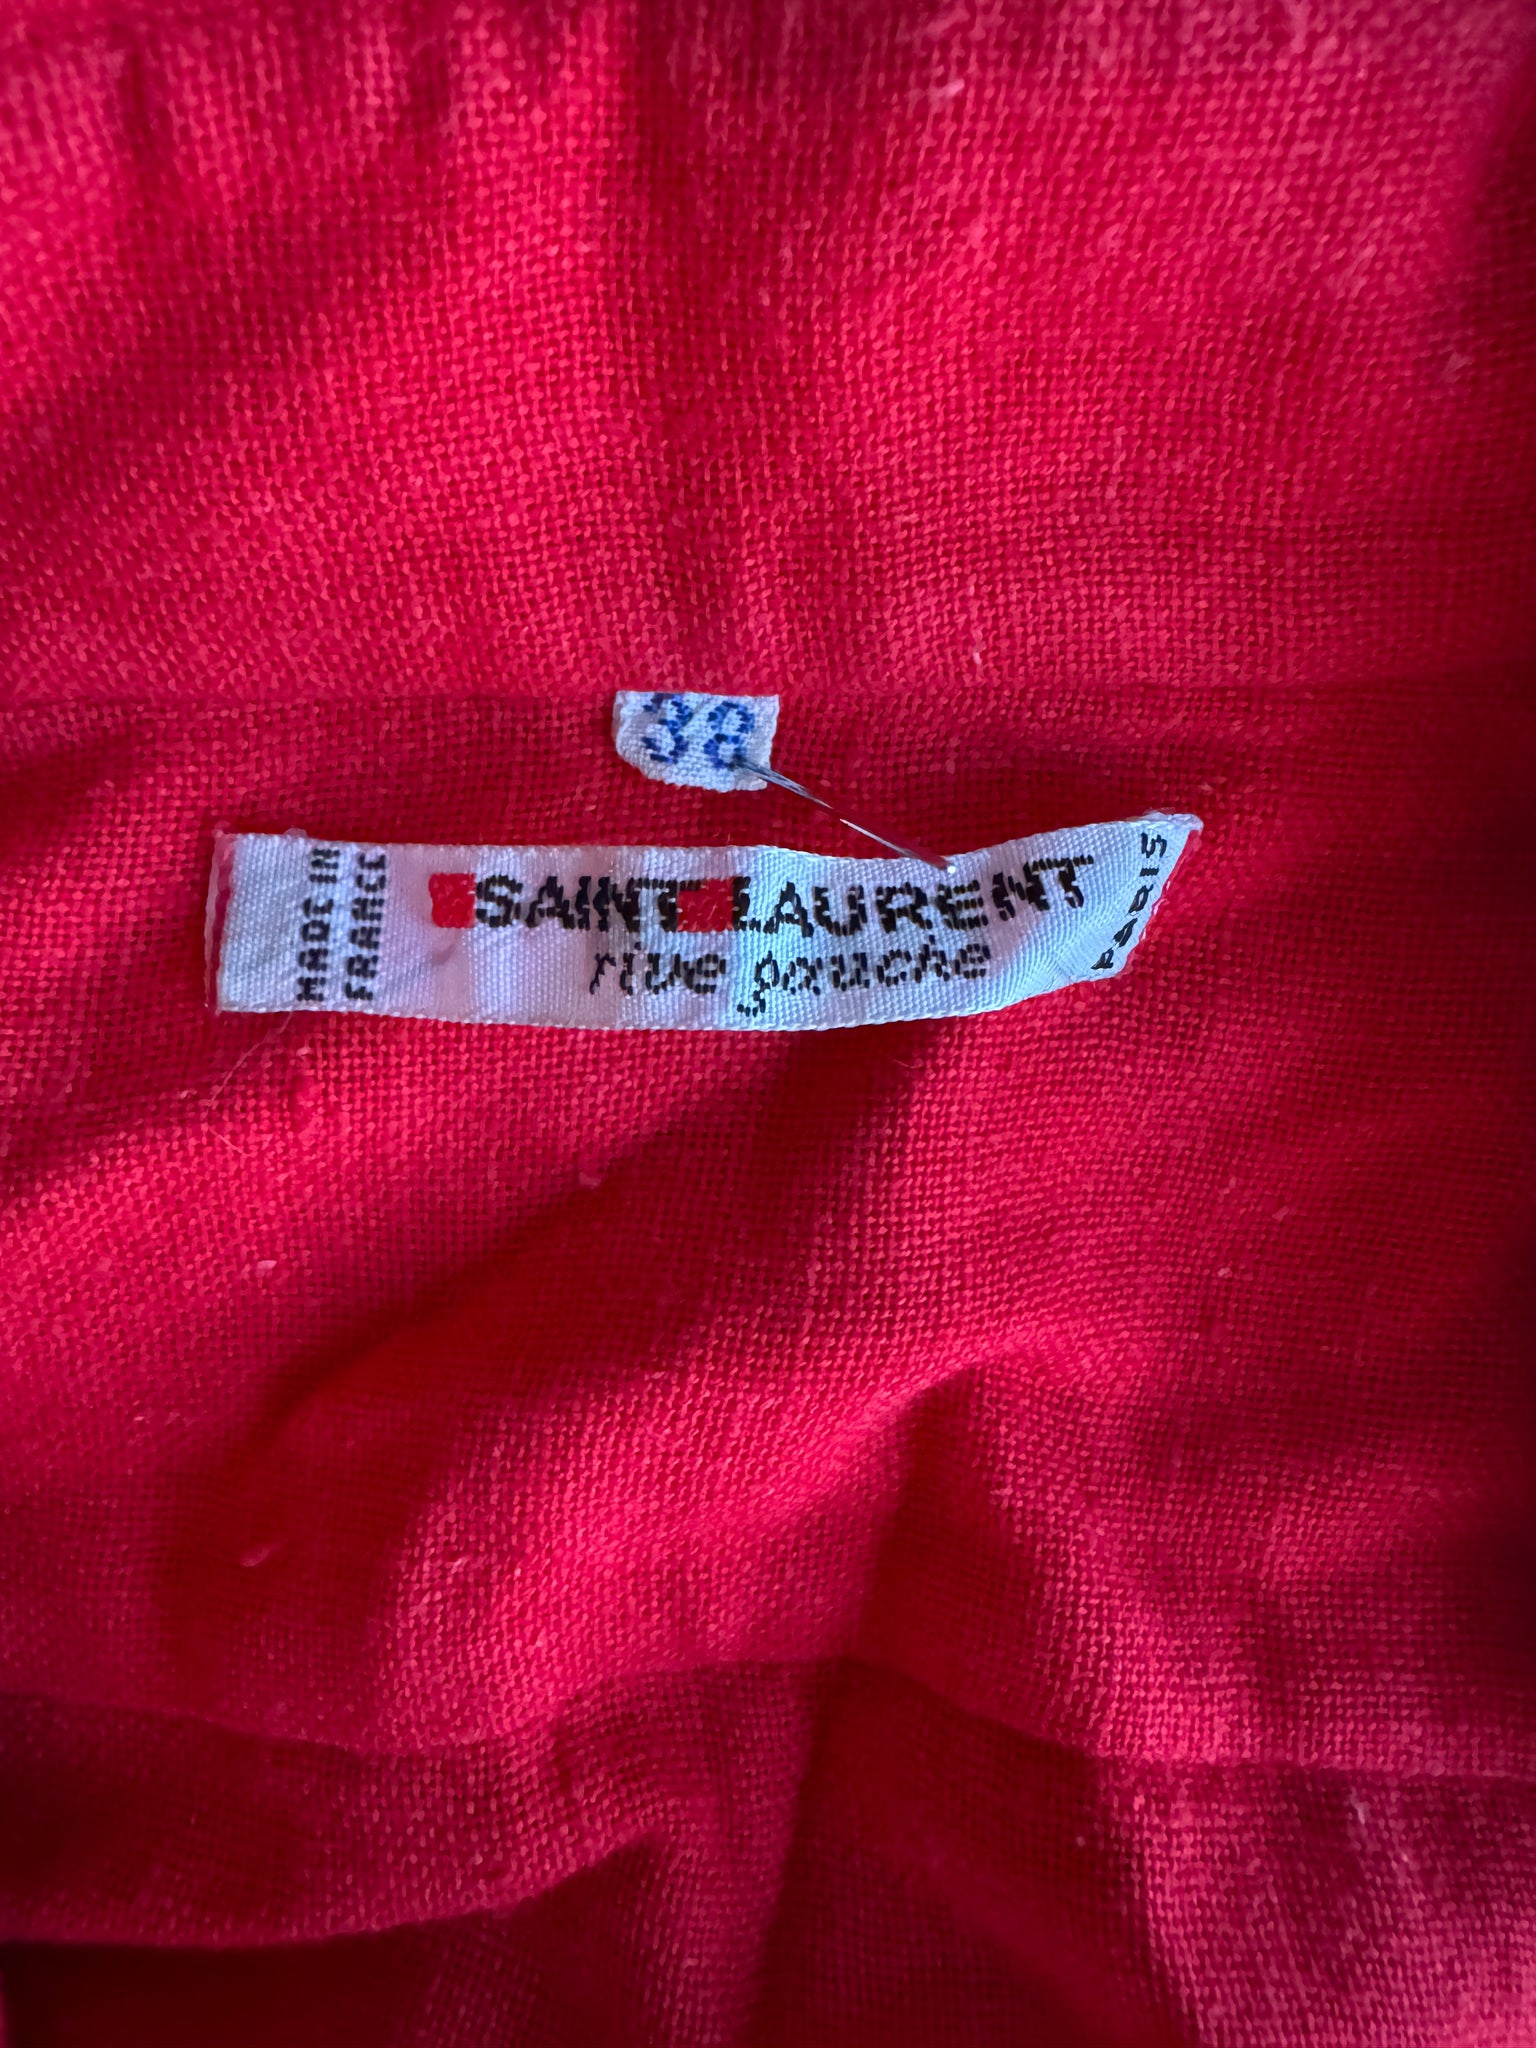 38
MADE IN
FRANCE
SAINT LAURENT
rive gauche
PARIS